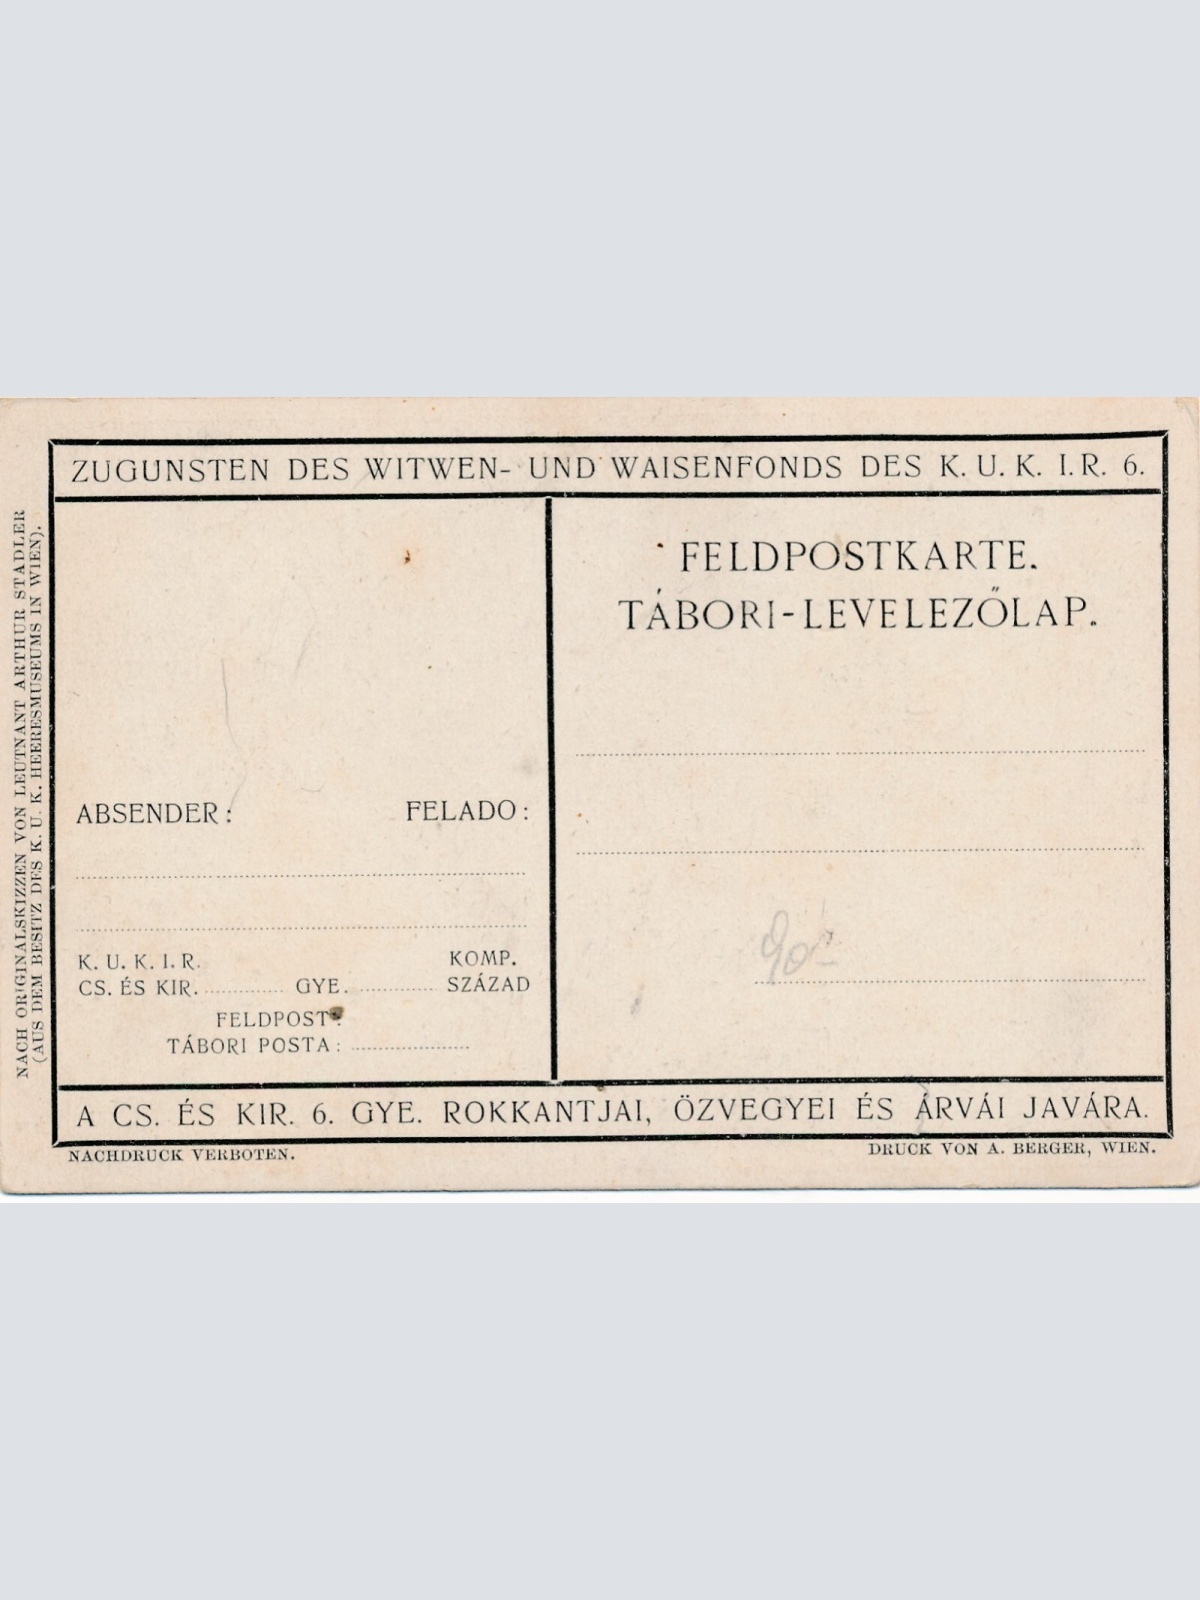 ZUGUNSTEN DES WITWEN- UND WAISENFONDS DES K. U. K. I. R. 6.
NACH ORIGINALSKIZZEN VON LEUTNANT ARTHUR STADLER
(AUS DEM BESITZ DES K. U. K. HEERESMUSEUMS IN WIEN).
FELDPOSTKARTE.
TÁBORI-LEVELEZŐLAP.
ABSENDER: FELADO:
K. U. K. I. R. KOMP.
CS. ÉS KIR. GYE. SZÁZAD
FELDPOST:
TÁBORI POSTA:
A CS. ÉS KIR. 6. GYE. ROKKANTJAI, ÖZVEGYEI ÉS ÁRVÁI JAVÁRA.
NACHDRUCK VERBOTEN. DRUCK VON A. BERGER, WIEN.